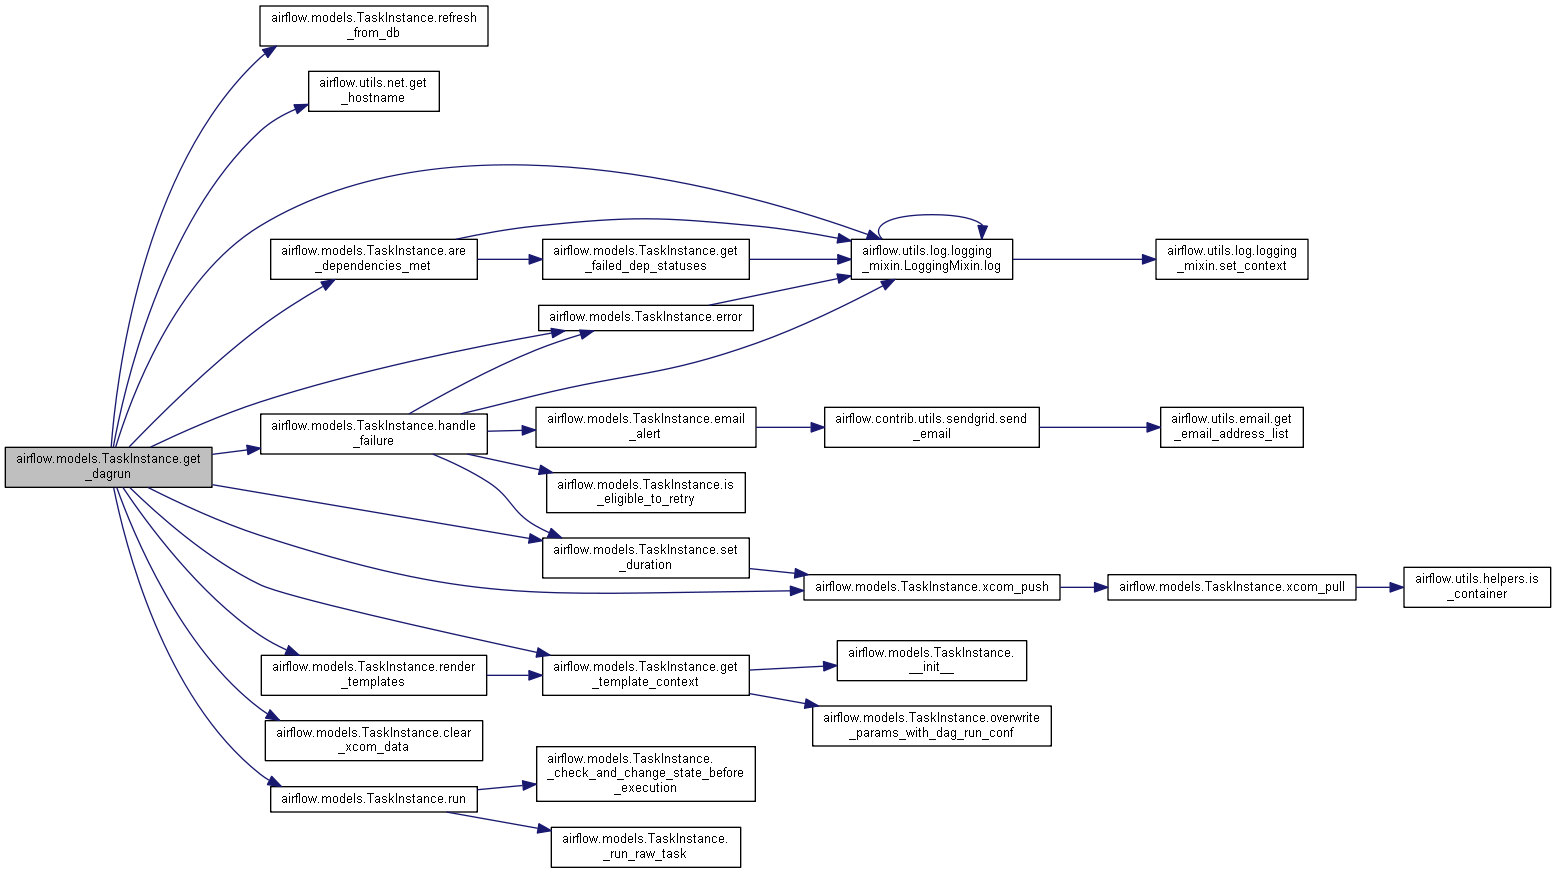 airflow.models.TaskInstance.refresh
_from_db
airflow.utils.net.get
_hostname
airflow.models.TaskInstance.are
_dependencies_met
airflow.models.TaskInstance.get
_failed_dep_statuses
airflow.utils.log.logging
_mixin.LoggingMixin.log
airflow.utils.log.logging
_mixin.set_context
airflow.models.TaskInstance.error
airflow.models.TaskInstance.handle
_failure
airflow.models.TaskInstance.email
_alert
airflow.contrib.utils.sendgrid.send
_email
airflow.utils.email.get
_email_address_list
airflow.models.TaskInstance.get
_dagrun
airflow.models.TaskInstance.is
_eligible_to_retry
airflow.models.TaskInstance.set
_duration
airflow.models.TaskInstance.xcom_push
airflow.models.TaskInstance.xcom_pull
airflow.utils.helpers.is
_container
airflow.models.TaskInstance.render
_templates
airflow.models.TaskInstance.get
_template_context
airflow.models.TaskInstance.
__init__
airflow.models.TaskInstance.overwrite
_params_with_dag_run_conf
airflow.models.TaskInstance.clear
_xcom_data
airflow.models.TaskInstance.
_check_and_change_state_before
_execution
airflow.models.TaskInstance.run
airflow.models.TaskInstance.
_run_raw_task